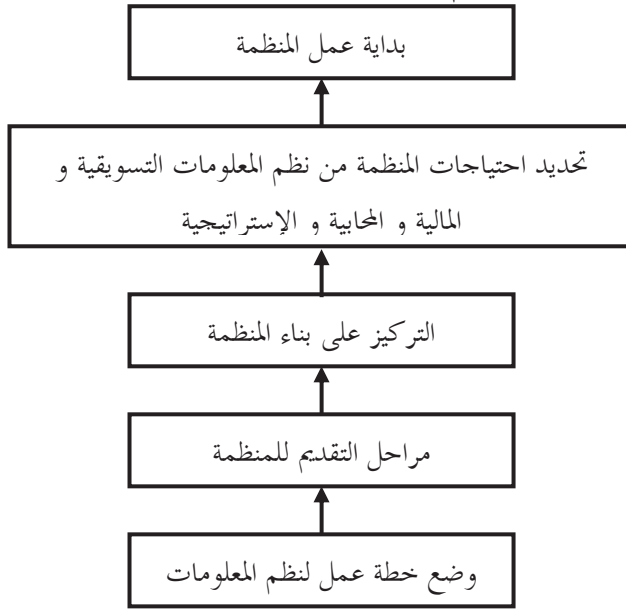 بداية عمل المنظمة
تحديد احتياجات المنظمة من نظم المعلومات التسويقية و
المالية و المحابية و الإستراتيجية
التركيز على بناء المنظمة
مراحل التقديم للمنظمة
وضع خطة عمل لنظم المعلومات